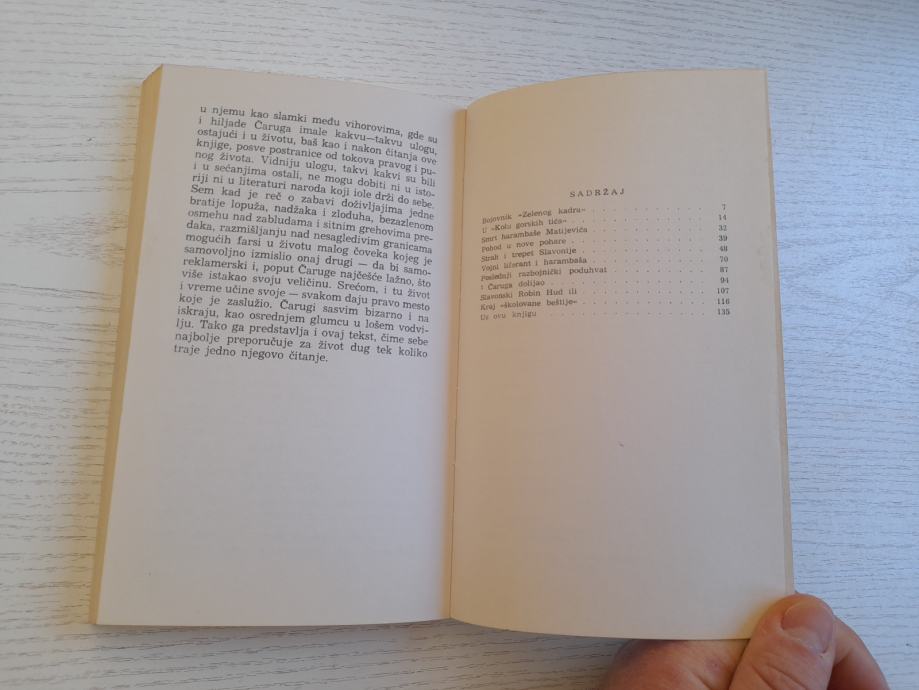 u njemu kao slamki među vihorovima, gde su
i hiljade Čaruga imale kakvu—takvu ulogu,
ostajući i u životu, baš kao i nakon čitanja ove
knjige, posve postranice od tokova pravog i pu-
nog života. Vidniju ulogu, takvi kakvi su bili
i u sećanjima ostali, ne mogu dobiti ni u isto-
riji ni u literaturi naroda koji iole drži do sebe.
Sem kad je reč o zabavi doživljajima jedne
bratije lopuža, nadžaka i zloduha, bezazlenom
osmehu nad zabludama i sitnim grehovima pre-
daka, razmišljanju nad nesagledivim granicama
mogućih farsi u životu malog čoveka kojeg je
samovoljno izmislio onaj drugi — da bi samo-
reklamerski i, poput Čaruge najčešće lažno, što
više istakao svoju veličinu. Srećom, i tu život
i vreme učine svoje — svakom daju pravo mesto
koje je zaslužio. Čarugi sasvim bizarno i na
iskraju, kao osrednjem glumcu u lošem vodvi-
lju. Tako ga predstavlja i ovaj tekst, čime sebe
najbolje preporučuje za život dug tek koliko
traje jedno njegovo čitanje.
SADRŽAJ
Bojovnik »Zelenog kadra« . . . . . . . . . . 7
U »Kolu gorskih tića« . . . . . . . . . . 14
Smrt harambaše Matijevića . . . . . . . . . . 32
Pohod u nove pohare . . . . . . . . . . 39
Strah i trepet Slavonije . . . . . . . . . . 48
Vojni liferant i harambaša . . . . . . . . . . 70
Poslednji razbojnički poduhvat . . . . . . . . . . 87
I Čaruga dolijao . . . . . . . . . . 94
Slavonski Robin Hud ili . . . . . . . . . . 107
Kraj »školovane beštije« . . . . . . . . . . 116
Uz ovu knjigu . . . . . . . . . . 135